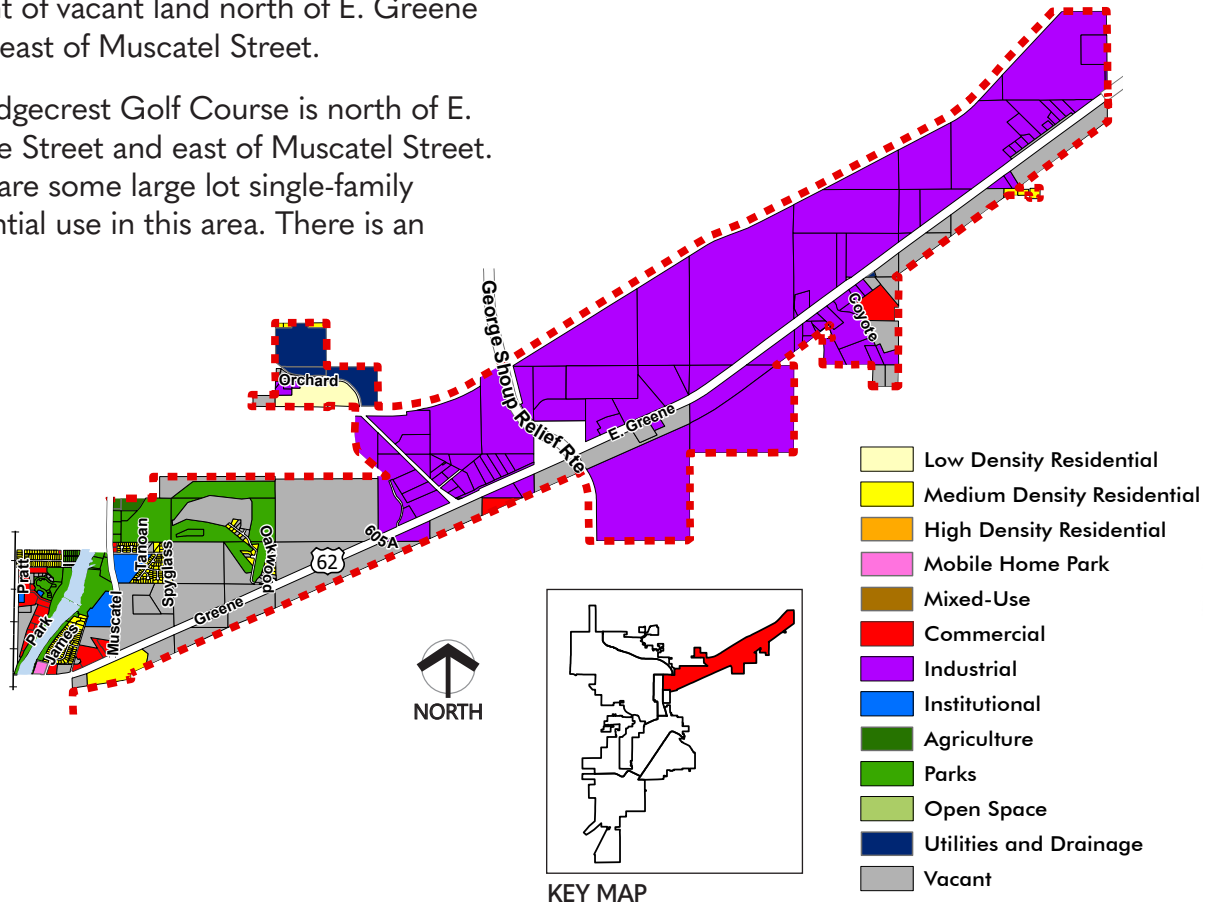 nt of vacant land north of E. Greene
east of Muscatel Street.
dgecrest Golf Course is north of E.
e Street and east of Muscatel Street.
are some large lot single-family
ntial use in this area. There is an
George Shoup Relief Rte
Coyote
Orchard
E. Greene
605A
62
Oakwood
Tanoan
Spyglass
Pratt
Greene
Muscatel
Park
James
NORTH
KEY MAP
Low Density Residential
Medium Density Residential
High Density Residential
Mobile Home Park
Mixed-Use
Commercial
Industrial
Institutional
Agriculture
Parks
Open Space
Utilities and Drainage
Vacant